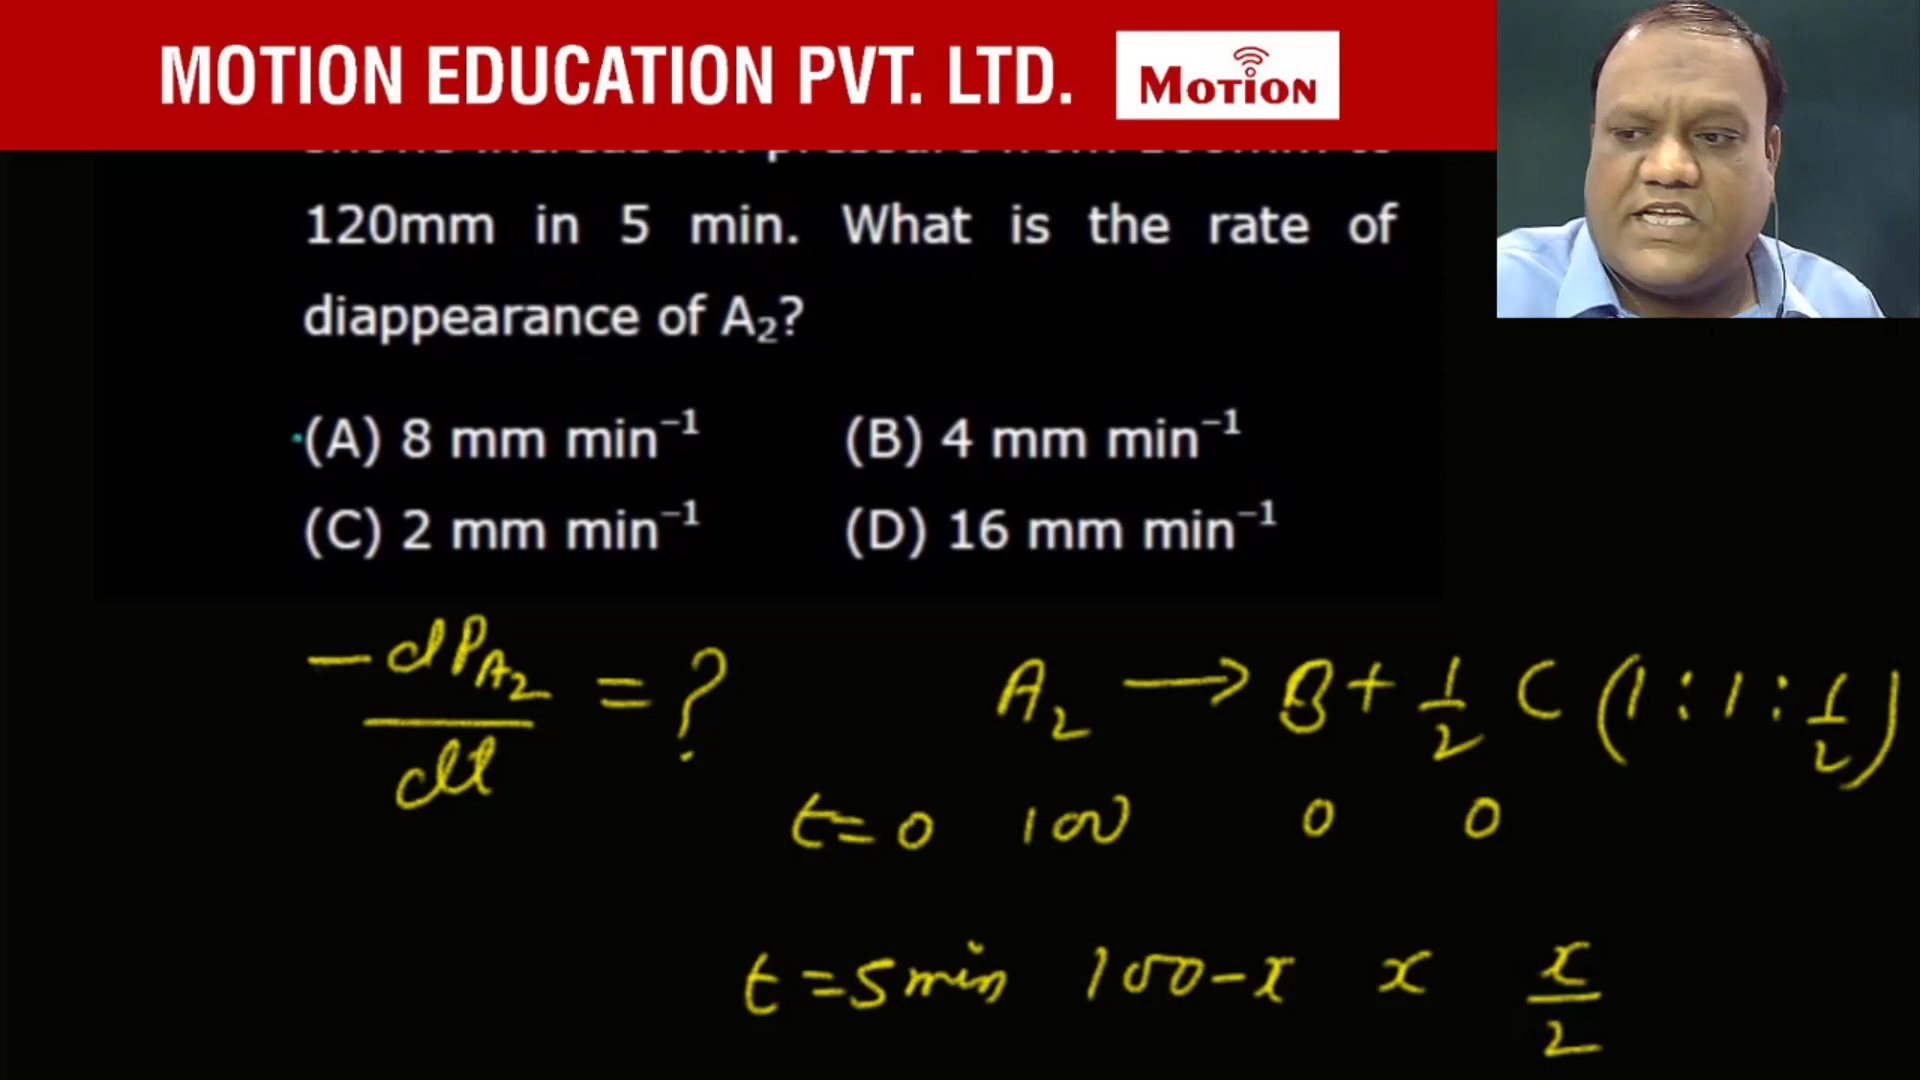 MOTION EDUCATION PVT. LTD.
MOTION
120mm in 5 min. What is the rate of
diappearance of A₂?
(A) 8 mm min⁻¹ (B) 4 mm min⁻¹
(C) 2 mm min⁻¹ (D) 16 mm min⁻¹
-dP_A₂/dt = ? A₂ → B + 1/2 C (1 : 1 : 1/2)
t = 0 100 0 0
t = 5 min 100 - x x x/2